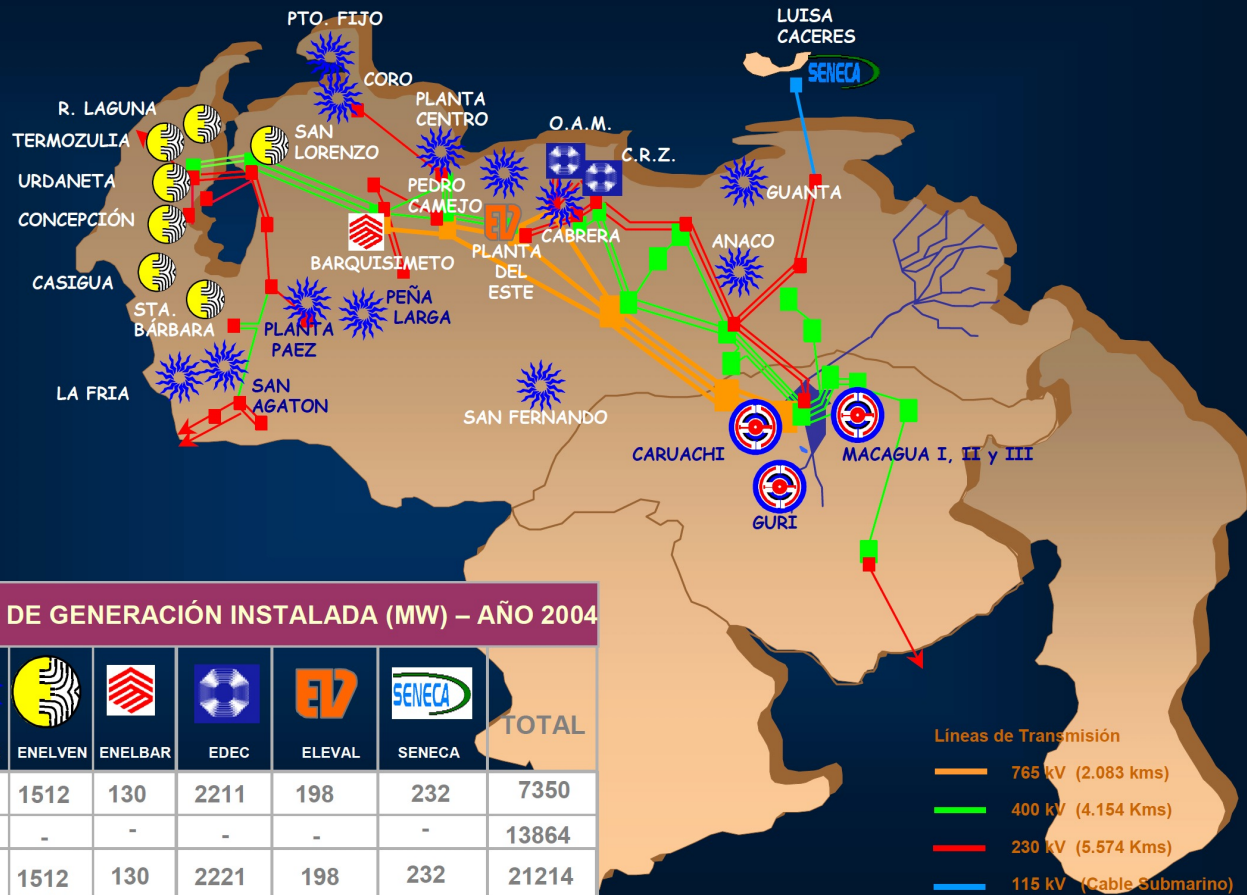 PTO. FIJO
LUISA
CACERES
SENECA
CORO
R. LAGUNA
PLANTA
CENTRO
O.A.M.
TERMOZULIA
SAN
LORENZO
C.R.Z.
URDANETA
PEDRO
CAMEJO
GUANTA
CONCEPCIÓN
EV
CABRERA
BARQUISIMETO
PLANTA
DEL
ESTE
ANACO
CASIGUA
STA.
BÁRBARA
PLANTA
PAEZ
PEÑA
LARGA
LA FRIA
SAN
AGATON
SAN FERNANDO
CARUACHI
MACAGUA I, II y III
GURI
DE GENERACIÓN INSTALADA (MW) – AÑO 2004
EV SENECA
ENELVEN ENELBAR EDEC ELEVAL SENECA TOTAL
1512 130 2211 198 232 7350
- - - - - 13864
1512 130 2221 198 232 21214
Líneas de Transmisión
765 kV (2.083 kms)
400 kV (4.154 Kms)
230 kV (5.574 Kms)
115 kV (Cable Submarino)